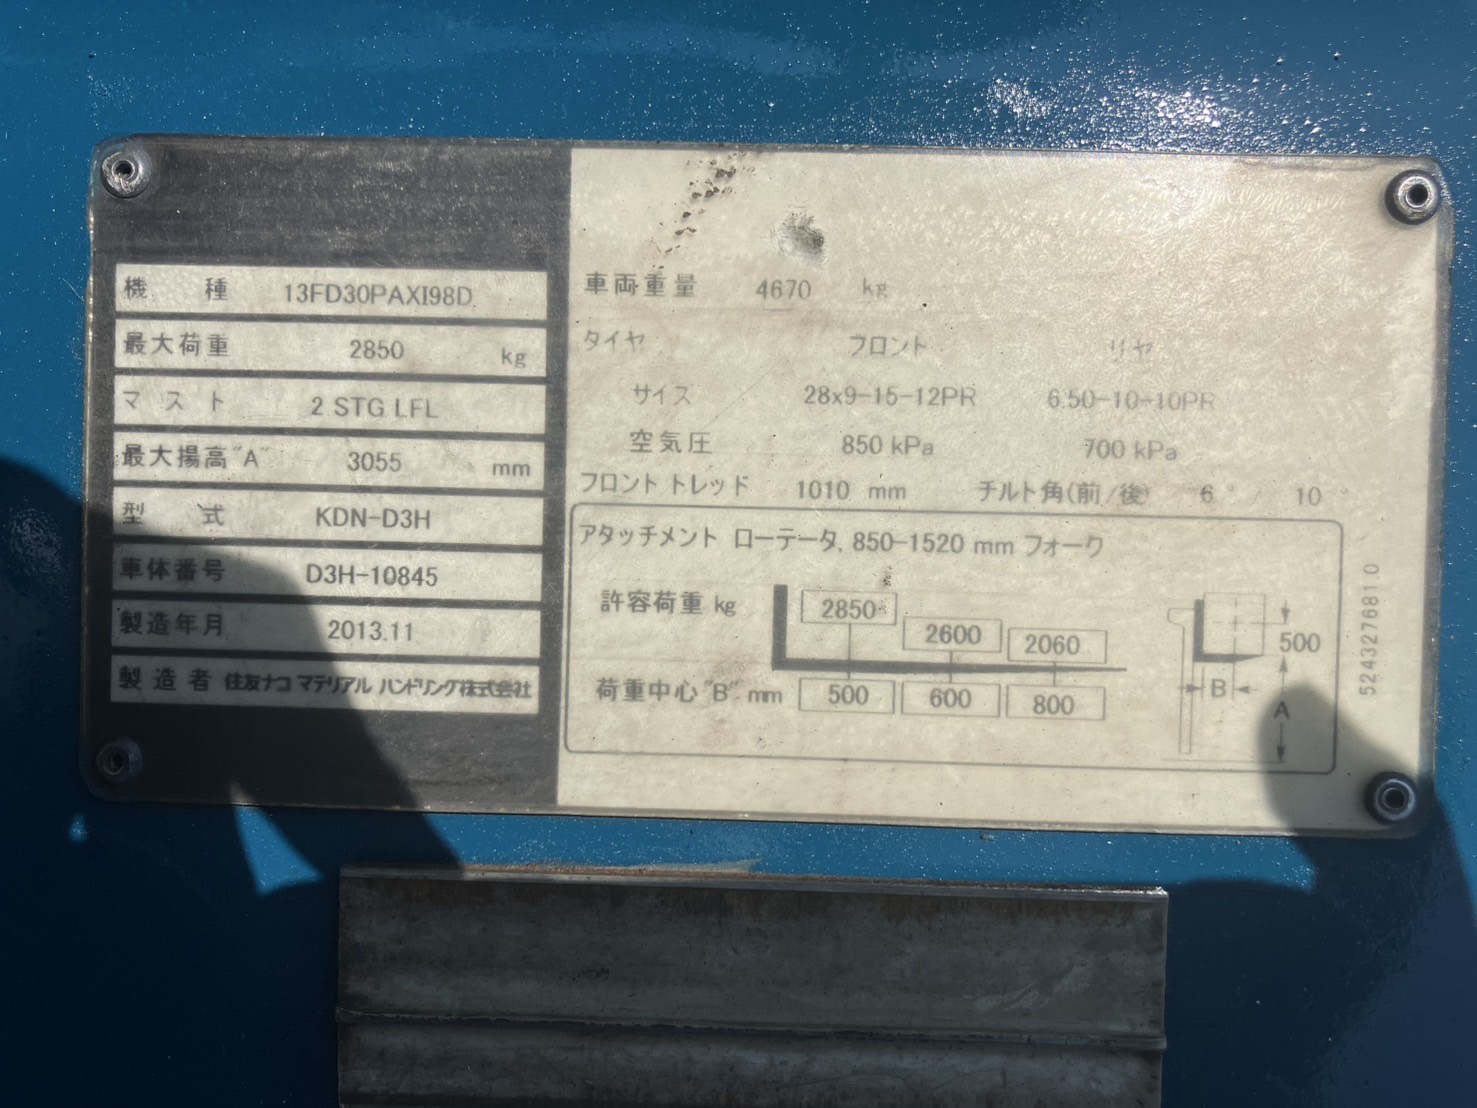 機 種 13FD30PAXI98D
最大荷重 2850 kg
マスト 2 STG LFL
最大揚高"A" 3055 mm
型 式 KDN-D3H
車体番号 D3H-10845
製造年月 2013.11
製造者 住友ナコ マテリアル ハンドリング株式会社
車両重量 4670 kg
タイヤ フロント リヤ
サイズ 28x9-15-12PR 6.50-10-10PR
空気圧 850 kPa 700 kPa
フロント トレッド 1010 mm チルト角(前/後) 6° / 10°
アタッチメント ローテータ, 850-1520 mm フォーク
許容荷重 kg 2850 2600 2060
荷重中心"B" mm 500 600 800
500
B
A
5243276810